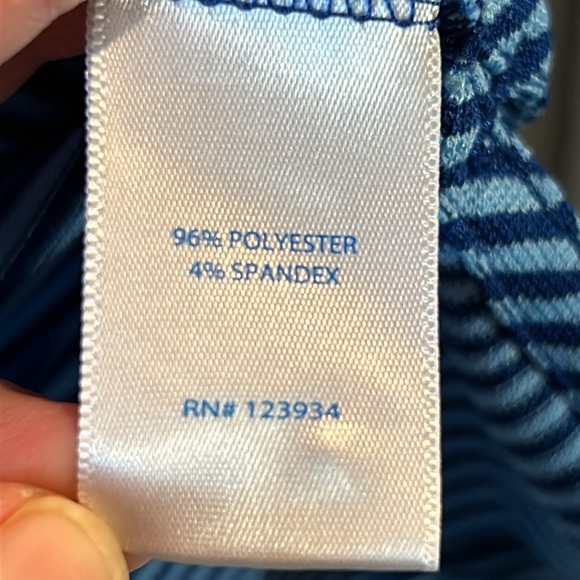 96% POLYESTER
4% SPANDEX
RN# 123934